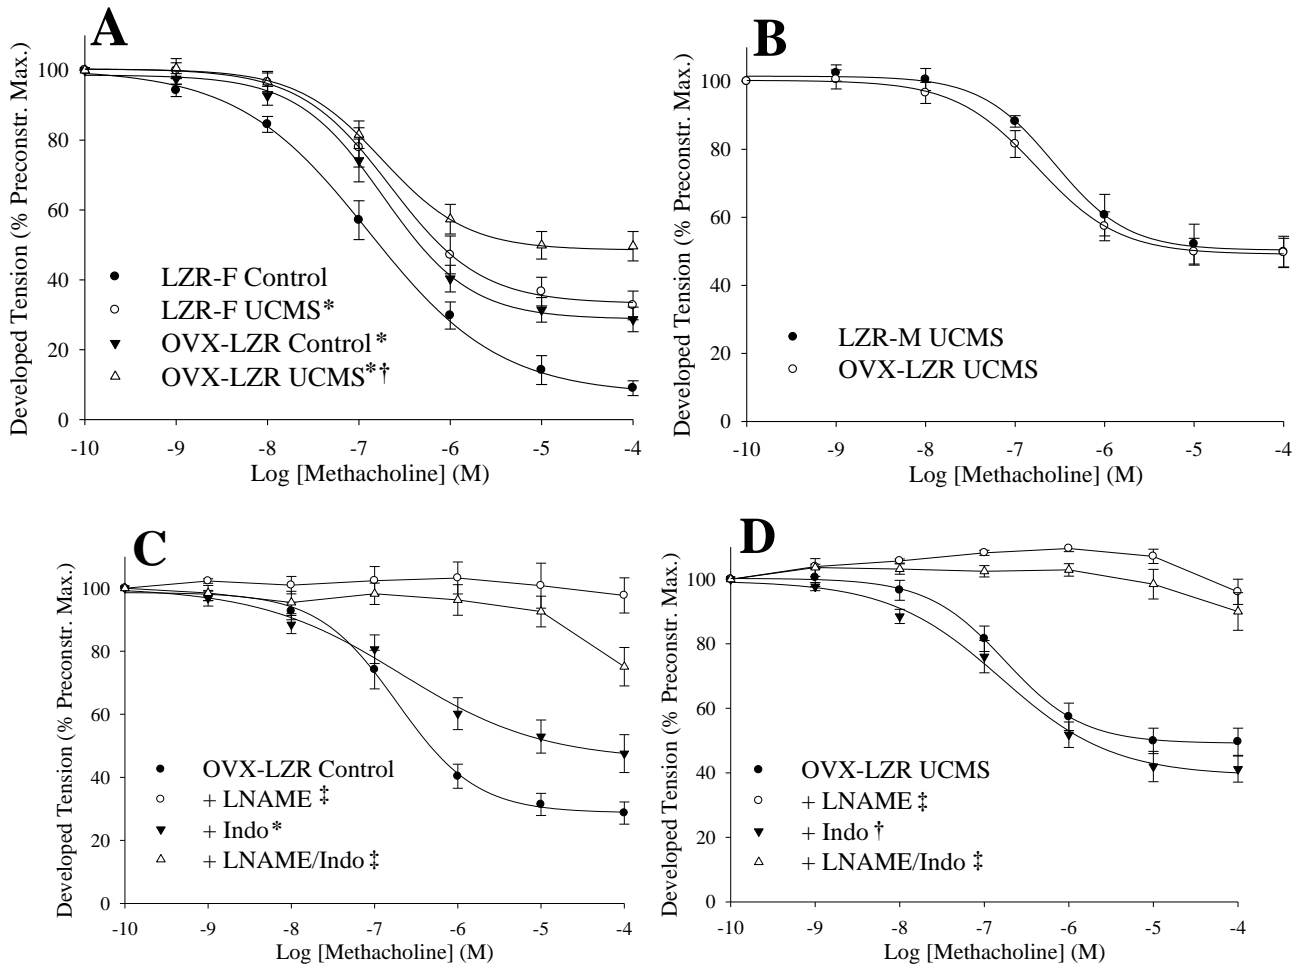 A
Developed Tension (% Preconstr. Max.)
100
80
60
40
20
0
LZR-F Control
LZR-F UCMS*
OVX-LZR Control*
OVX-LZR UCMS*†
-10 -9 -8 -7 -6 -5 -4
Log [Methacholine] (M)
B
Developed Tension (% Preconstr. Max.)
100
80
60
40
20
0
LZR-M UCMS
OVX-LZR UCMS
-10 -9 -8 -7 -6 -5 -4
Log [Methacholine] (M)
C
Developed Tension (% Preconstr. Max.)
100
80
60
40
20
0
OVX-LZR Control
+ LNAME ‡
+ Indo *
+ LNAME/Indo ‡
-10 -9 -8 -7 -6 -5 -4
Log [Methacholine] (M)
D
Developed Tension (% Preconstr. Max.)
100
80
60
40
20
0
OVX-LZR UCMS
+ LNAME ‡
+ Indo †
+ LNAME/Indo ‡
-10 -9 -8 -7 -6 -5 -4
Log [Methacholine] (M)